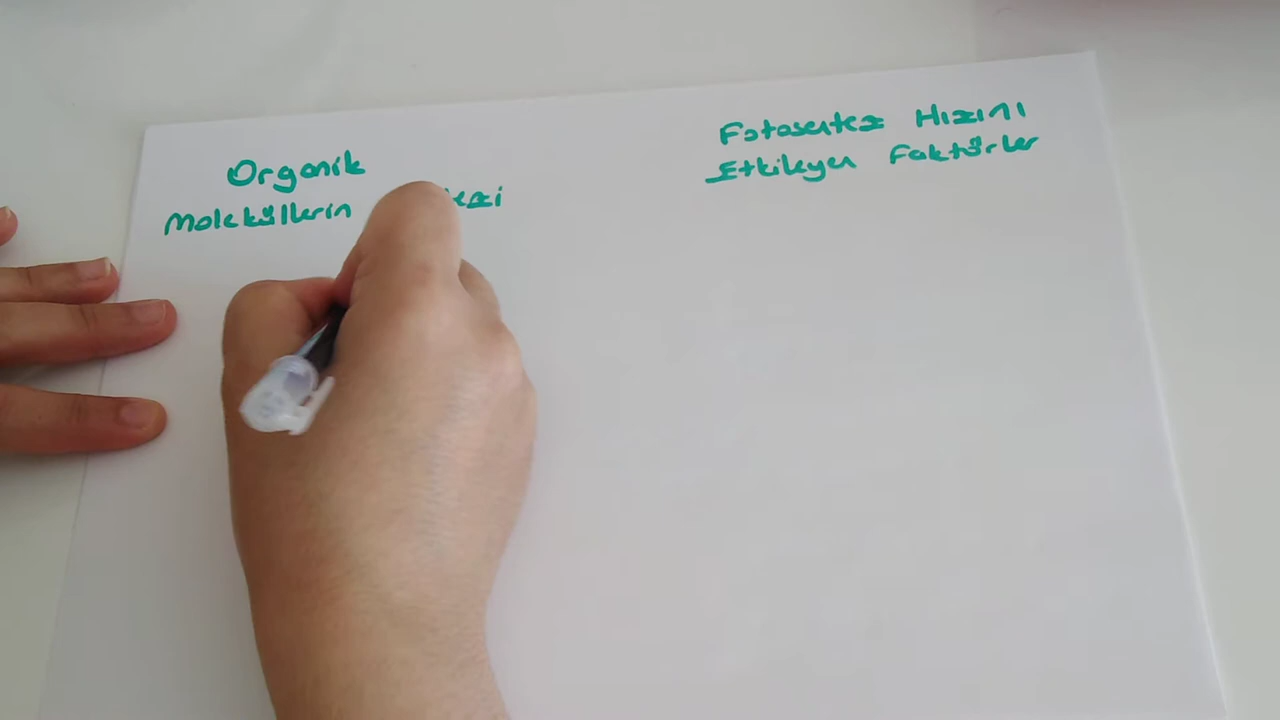 Organik
Moleküllerin
Fotosentez Hızını
Etkileyen Faktörler